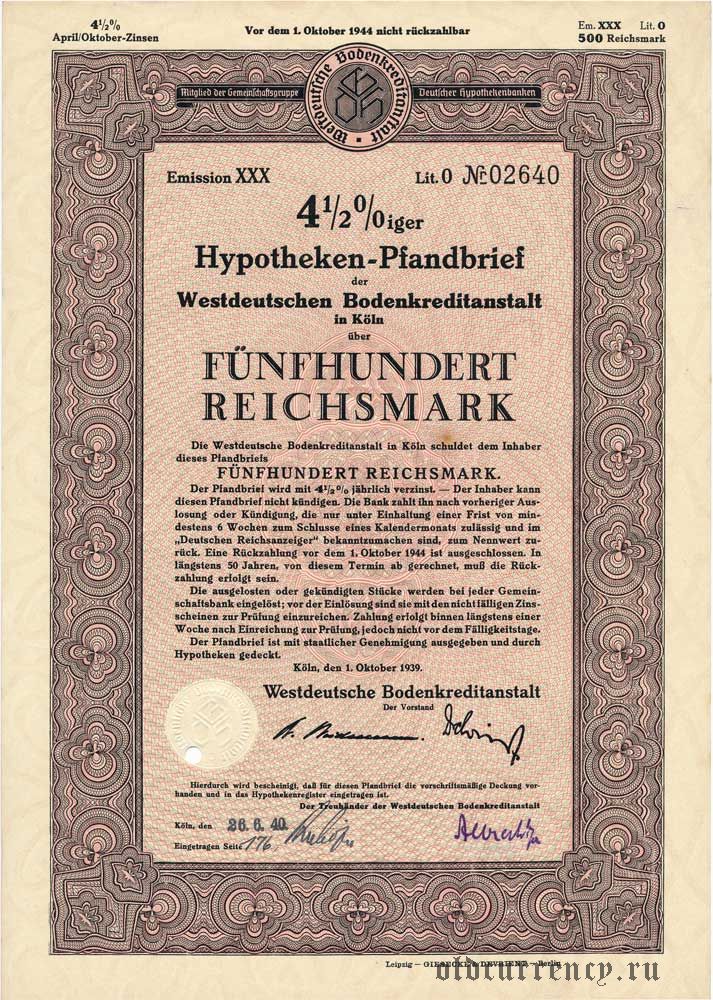 4½%
April/Oktober-Zinsen
Vor dem 1. Oktober 1944 nicht rückzahlbar
Em. XXX Lit. O
500 Reichsmark
Westdeutsche Bodenkreditanstalt
Mitglied der Gemeinschaftsgruppe
Deutscher Hypothekenbanken
Emission XXX
Lit. O № 02640
4½%iger
Hypotheken-Pfandbrief
der
Westdeutschen Bodenkreditanstalt
in Köln
über
FÜNFHUNDERT
REICHSMARK
Die Westdeutsche Bodenkreditanstalt in Köln schuldet dem Inhaber
dieses Pfandbriefs
FÜNFHUNDERT REICHSMARK.
Der Pfandbrief wird mit 4½% jährlich verzinst. — Der Inhaber kann
diesen Pfandbrief nicht kündigen. Die Bank zahlt ihn nach vorheriger Aus-
losung oder Kündigung, die nur unter Einhaltung einer Frist von min-
destens 6 Wochen zum Schlusse eines Kalendermonats zulässig und im
„Deutschen Reichsanzeiger" bekanntzumachen sind, zum Nennwert zu-
rück. Eine Rückzahlung vor dem 1. Oktober 1944 ist ausgeschlossen. In
längstens 50 Jahren, von diesem Termin ab gerechnet, muß die Rück-
zahlung erfolgt sein.
Die ausgelosten oder gekündigten Stücke werden bei jeder Gemein-
schaftsbank eingelöst; vor der Einlösung sind sie mit den nicht fälligen Zins-
scheinen zur Prüfung einzureichen. Zahlung erfolgt binnen längstens einer
Woche nach Einreichung zur Prüfung, jedoch nicht vor dem Fälligkeitstage.
Der Pfandbrief ist mit staatlicher Genehmigung ausgegeben und durch
Hypotheken gedeckt.
Köln, den 1. Oktober 1939.
Westdeutsche Bodenkreditanstalt
Der Vorstand
Hierdurch wird bescheinigt, daß für diesen Pfandbrief die vorschriftsmäßige Deckung vor-
handen und in das Hypothekenregister eingetragen ist.
Der Treuhänder der Westdeutschen Bodenkreditanstalt
Köln, den 26. 6. 40
Eingetragen Seite 176
Leipzig — GIESECKE & DEVRIENT — Berlin
oldcurrency.ru